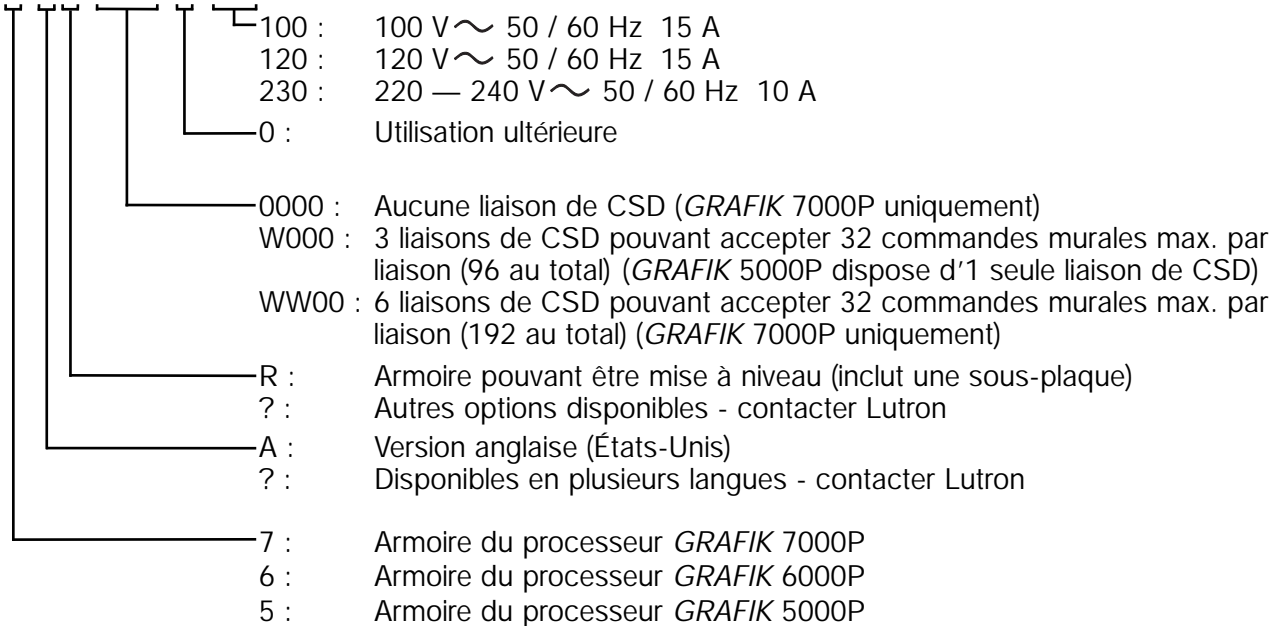 100 : 100 V～ 50 / 60 Hz 15 A
120 : 120 V～ 50 / 60 Hz 15 A
230 : 220 — 240 V～ 50 / 60 Hz 10 A
0 : Utilisation ultérieure
0000 : Aucune liaison de CSD (GRAFIK 7000P uniquement)
W000 : 3 liaisons de CSD pouvant accepter 32 commandes murales max. par
liaison (96 au total) (GRAFIK 5000P dispose d'1 seule liaison de CSD)
WW00 : 6 liaisons de CSD pouvant accepter 32 commandes murales max. par
liaison (192 au total) (GRAFIK 7000P uniquement)
R : Armoire pouvant être mise à niveau (inclut une sous-plaque)
? : Autres options disponibles - contacter Lutron
A : Version anglaise (États-Unis)
? : Disponibles en plusieurs langues - contacter Lutron
7 : Armoire du processeur GRAFIK 7000P
6 : Armoire du processeur GRAFIK 6000P
5 : Armoire du processeur GRAFIK 5000P